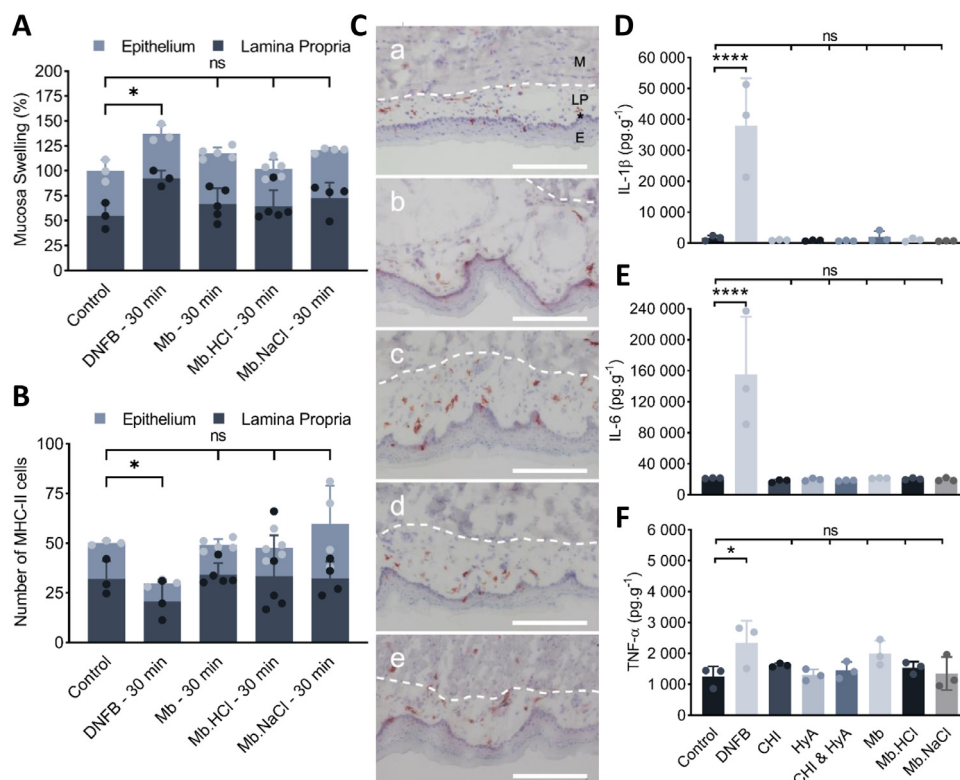 A
Epithelium Lamina Propria
ns
*
Mucosa Swelling (%)
200
175
150
125
100
75
50
25
0
Control
DNFB - 30 min
Mb - 30 min
Mb.HCl - 30 min
Mb.NaCl - 30 min
B
Epithelium Lamina Propria
ns
*
Number of MHC-II cells
100
75
50
25
0
Control
DNFB - 30 min
Mb - 30 min
Mb.HCl - 30 min
Mb.NaCl - 30 min
C
a
M
LP
*
E
b
c
d
e
D
ns
****
IL-1β (pg.g-1)
60 000
50 000
40 000
30 000
20 000
10 000
0
E
ns
****
IL-6 (pg.g-1)
240 000
200 000
160 000
120 000
80 000
40 000
0
F
ns
*
TNF-α (pg.g-1)
6 000
5 000
4 000
3 000
2 000
1 000
0
Control
DNFB
CHI
HyA
CHI & HyA
Mb
Mb.HCl
Mb.NaCl